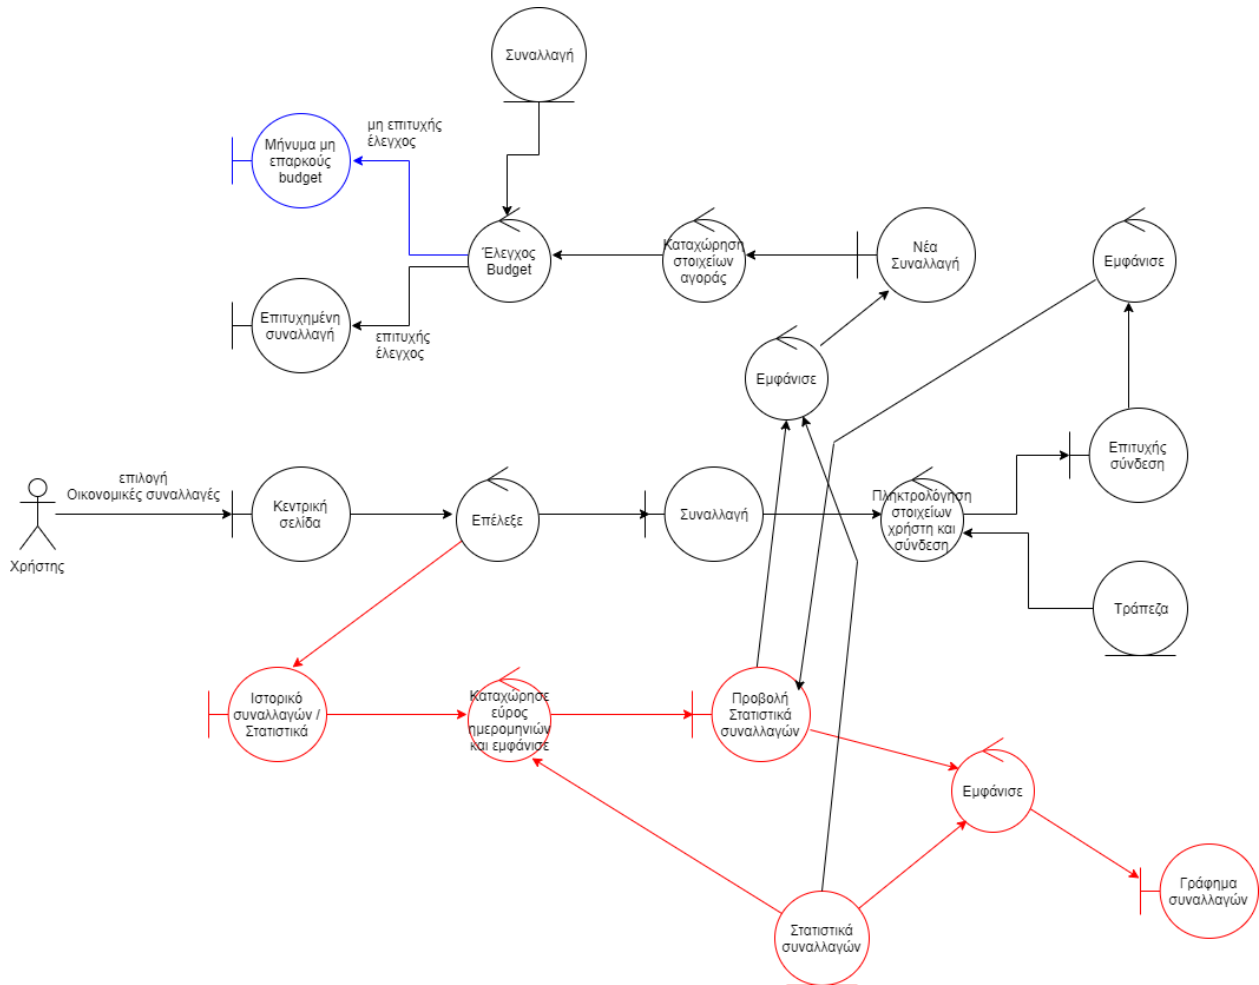 Συναλλαγή
μη επιτυχής
έλεγχος
Μήνυμα μη
επαρκούς
budget
Έλεγχος
Budget
Καταχώρηση
στοιχείων
αγοράς
Νέα
Συναλλαγή
Εμφάνισε
Επιτυχημένη
συναλλαγή
επιτυχής
έλεγχος
Εμφάνισε
Επιτυχής
σύνδεση
επιλογή
Οικονομικές συναλλαγές
Χρήστης
Κεντρική
σελίδα
Επέλεξε
Συναλλαγή
Πληκτρολόγηση
στοιχείων
χρήστη και
σύνδεση
Τράπεζα
Ιστορικό
συναλλαγών /
Στατιστικά
Καταχώρησε
εύρος
ημερομηνιών
και εμφάνισε
Προβολή
Στατιστικά
συναλλαγών
Εμφάνισε
Γράφημα
συναλλαγών
Στατιστικά
συναλλαγών